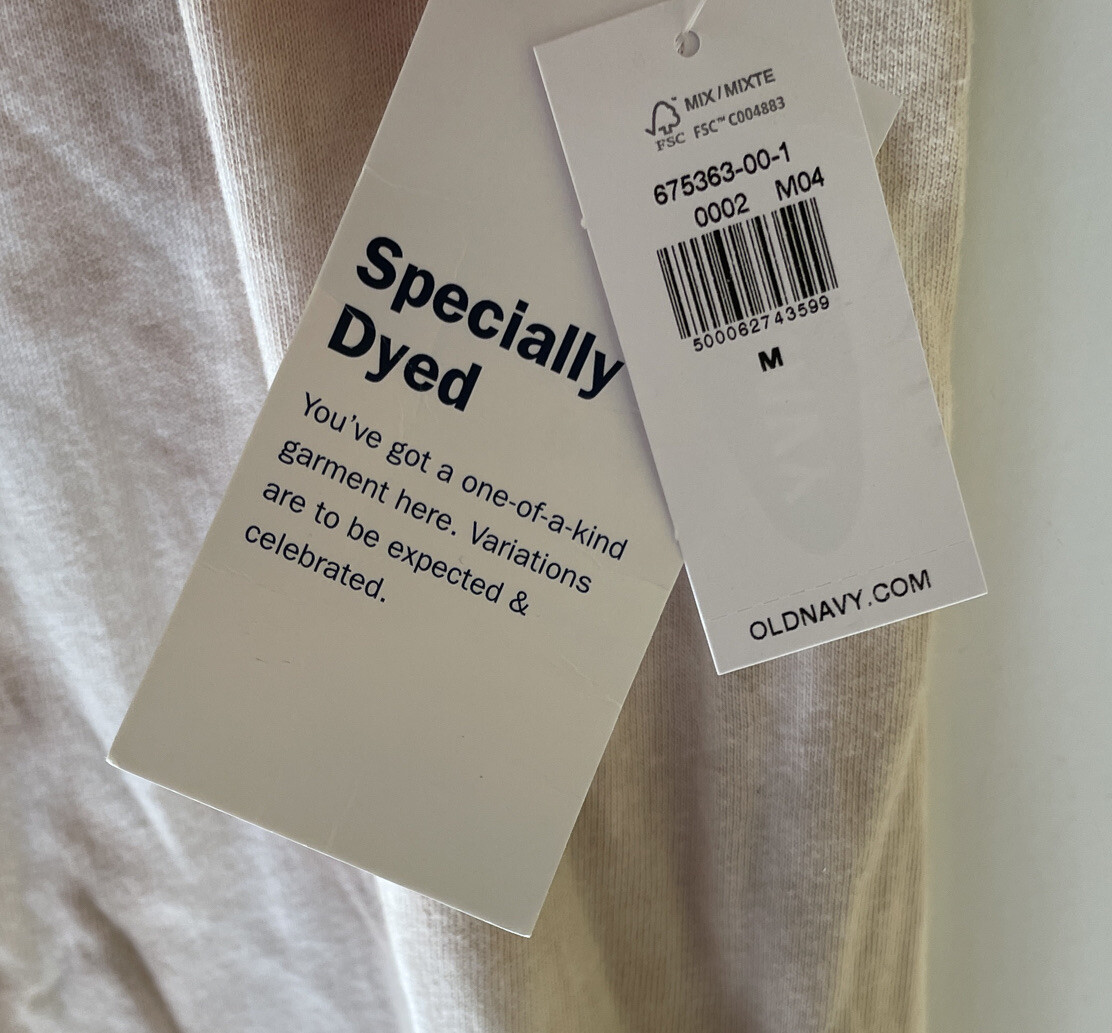 Specially
Dyed
You've got a one-of-a-kind
garment here. Variations
are to be expected &
celebrated.
MIX/MIXTE
FSC FSC™ C004883
675363-00-1
0002 M04
500062743599
M
OLDNAVY.COM